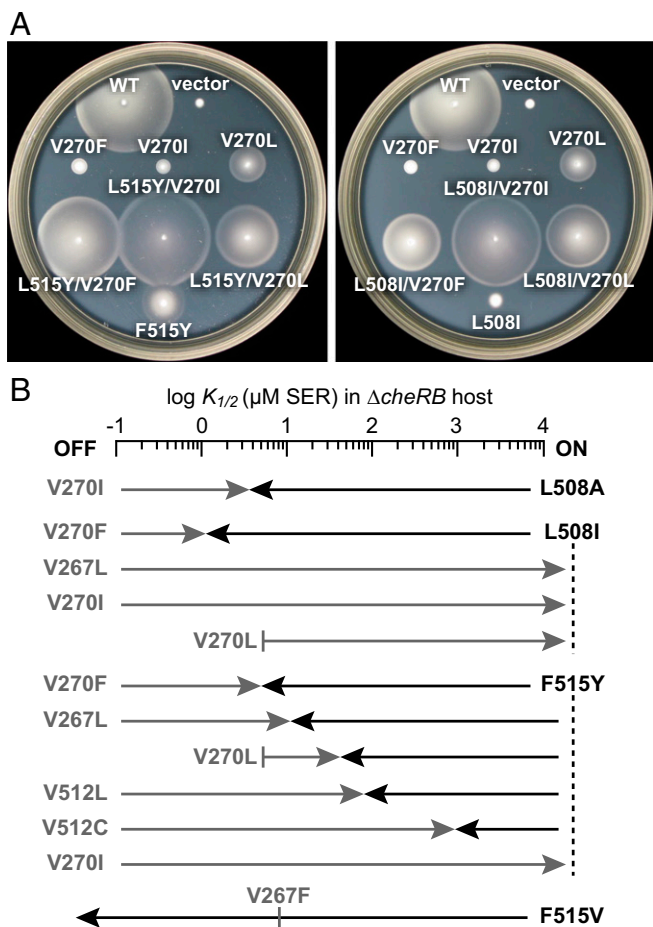 A
WT vector
V270F V270I V270L
L515Y/V270I
L515Y/V270F L515Y/V270L
F515Y
WT vector
V270F V270I V270L
L508I/V270I
L508I/V270F L508I/V270L
L508I
B
log K1/2 (µM SER) in ΔcheRB host
-1 0 1 2 3 4
OFF ON
V270I L508A
V270F L508I
V267L
V270I
V270L
V270F F515Y
V267L
V270L
V512L
V512C
V270I
V267F
F515V